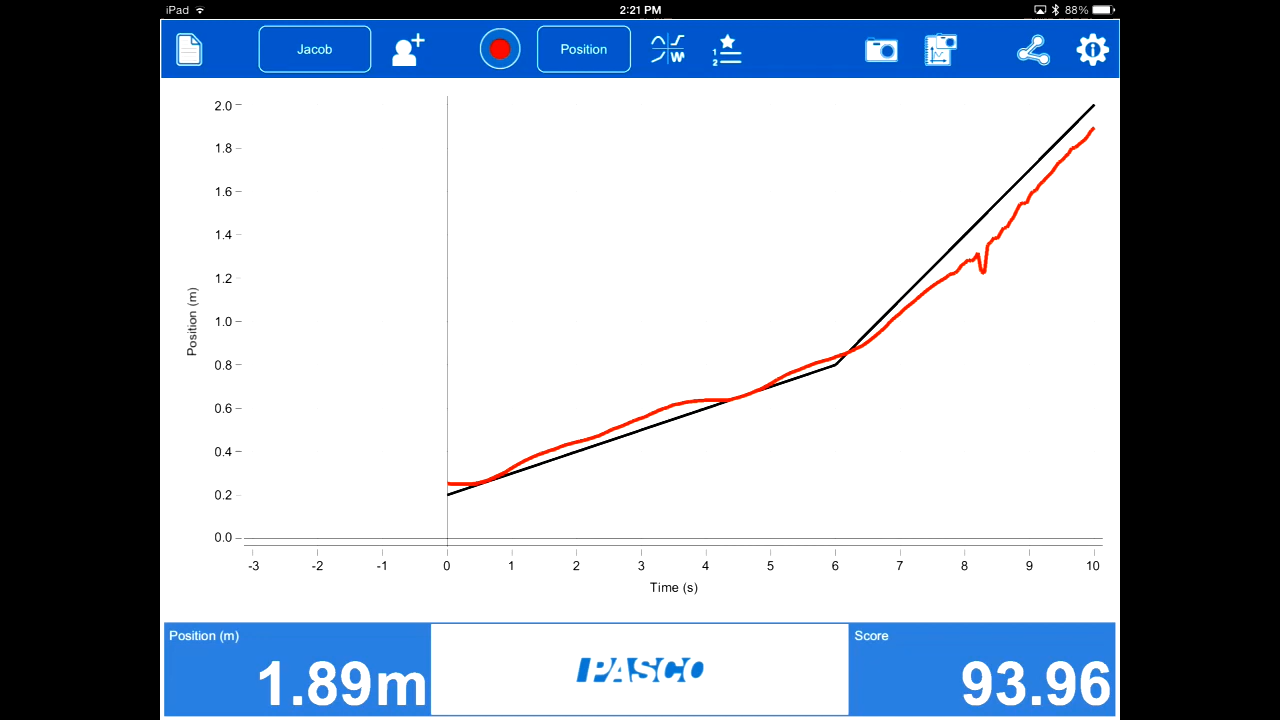 iPad 2:21 PM 88%
Jacob Position
1
2
2.0
1.8
1.6
1.4
1.2
1.0
0.8
0.6
0.4
0.2
0.0
Position (m)
-3 -2 -1 0 1 2 3 4 5 6 7 8 9 10
Time (s)
Position (m)
1.89m
PASCO
Score
93.96